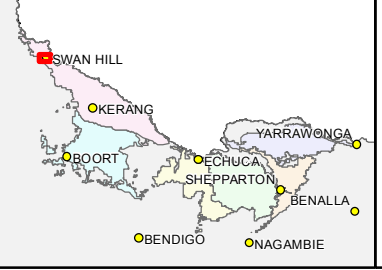 SWAN HILL
KERANG
YARRAWONGA
BOORT
ECHUCA
SHEPPARTON
BENALLA
BENDIGO
NAGAMBIE